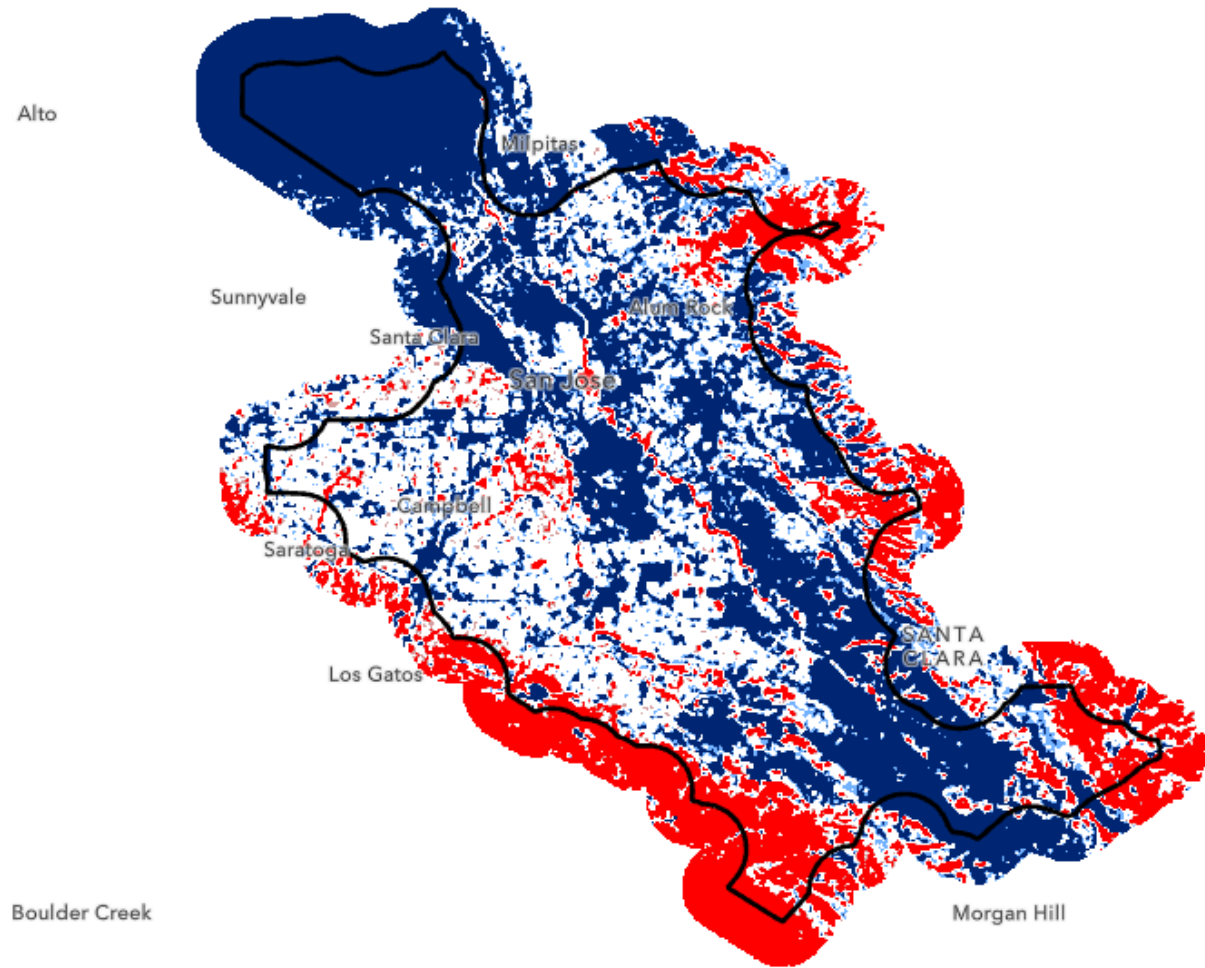 Alto
Milpitas
Sunnyvale
Alum Rock
Santa Clara
San Jose
Campbell
Saratoga
SANTA
CLARA
Los Gatos
Boulder Creek
Morgan Hill